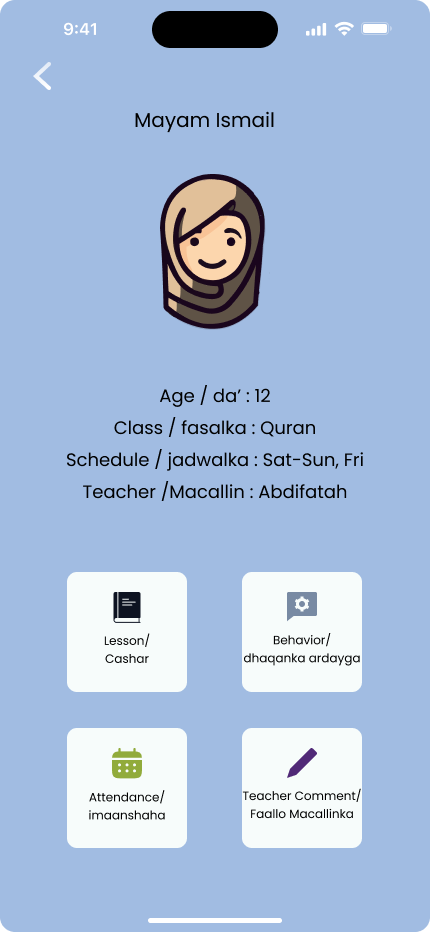 9:41
Mayam Ismail
Age / da’ : 12
Class / fasalka : Quran
Schedule / jadwalka : Sat-Sun, Fri
Teacher /Macallin : Abdifatah
Lesson/
Cashar
Behavior/
dhaqanka ardayga
Attendance/
imaanshaha
Teacher Comment/
Faallo Macallinka